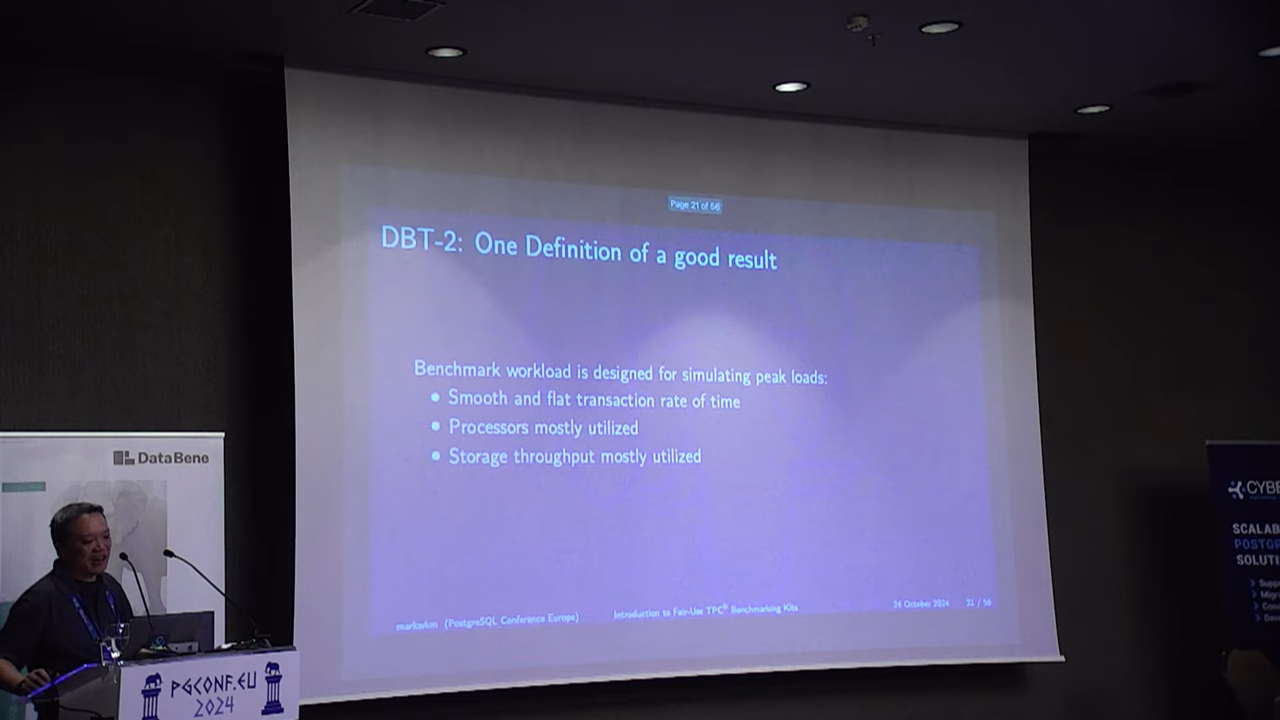 Page 21 of 56
DBT-2: One Definition of a good result
Benchmark workload is designed for simulating peak loads:
• Smooth and flat transaction rate of time
• Processors mostly utilized
• Storage throughput mostly utilized
markwkm (PostgreSQL Conference Europe)
Introduction to Fair-Use TPC® Benchmarking Kits
24 October 2024
21 / 56
DataBene
PGCONF.EU
2024
CYBE
SCALAB
POSTGR
SOLUTI